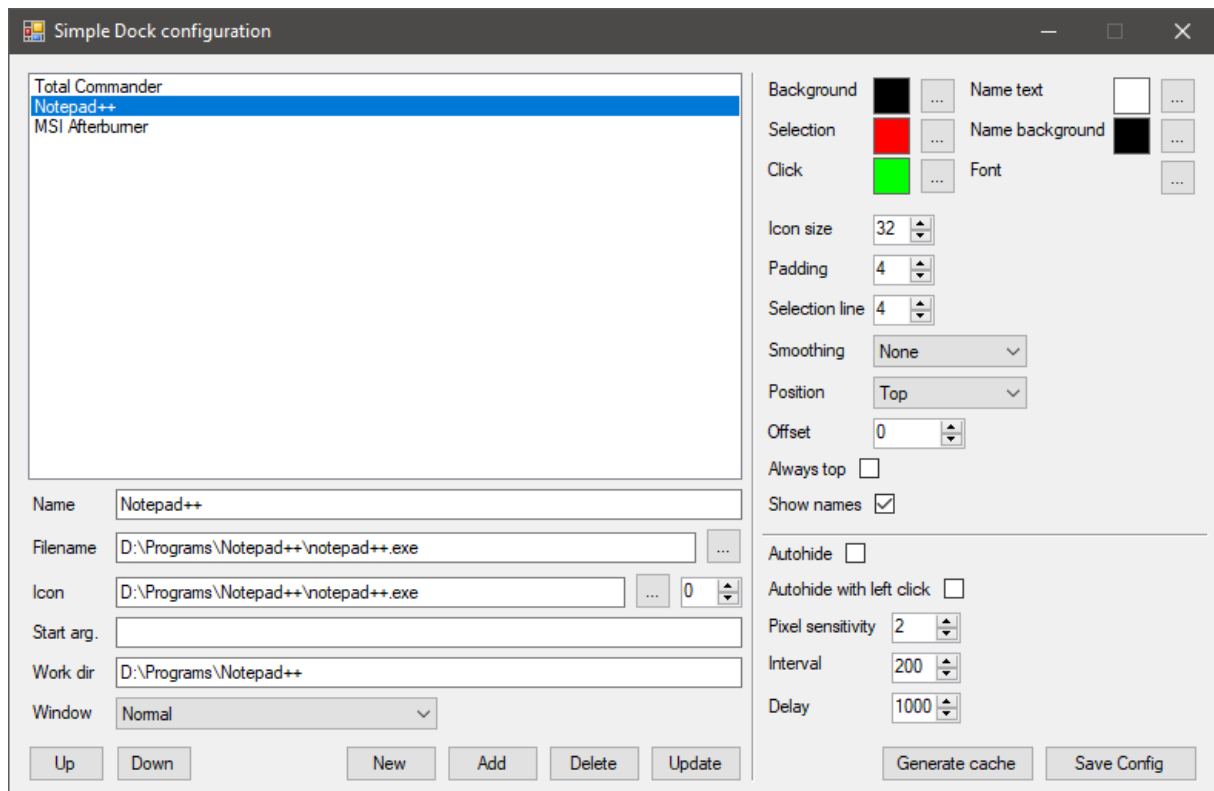 Simple Dock configuration
Total Commander
Notepad++
MSI Afterburner
Name Notepad++
Filename D:\Programs\Notepad++\notepad++.exe ...
Icon D:\Programs\Notepad++\notepad++.exe ... 0
Start arg.
Work dir D:\Programs\Notepad++
Window Normal
Up Down New Add Delete Update
Background ... Name text ...
Selection ... Name background ...
Click ... Font ...
Icon size 32
Padding 4
Selection line 4
Smoothing None
Position Top
Offset 0
Always top
Show names
Autohide
Autohide with left click
Pixel sensitivity 2
Interval 200
Delay 1000
Generate cache Save Config